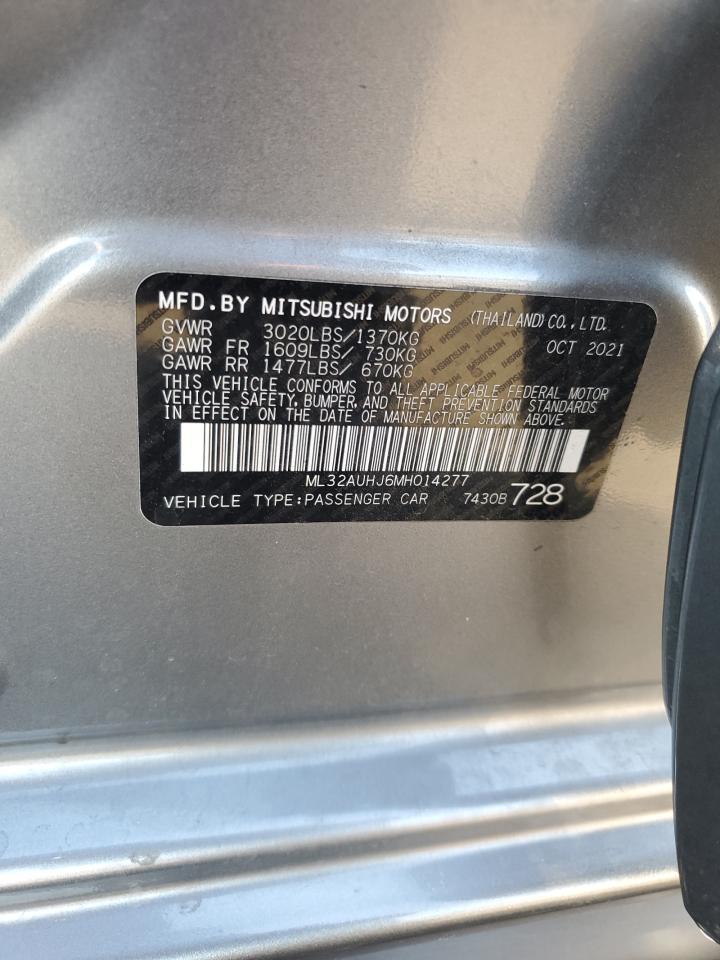 MFD.BY MITSUBISHI MOTORS (THAILAND)CO.,LTD.
GVWR 3020LBS/1370KG OCT 2021
GAWR FR 1609LBS/ 730KG
GAWR RR 1477LBS/ 670KG
THIS VEHICLE CONFORMS TO ALL APPLICABLE FEDERAL MOTOR
VEHICLE SAFETY, BUMPER, AND THEFT PREVENTION STANDARDS
IN EFFECT ON THE DATE OF MANUFACTURE SHOWN ABOVE.
ML32AUHJ6MH014277
VEHICLE TYPE:PASSENGER CAR 7430B 728